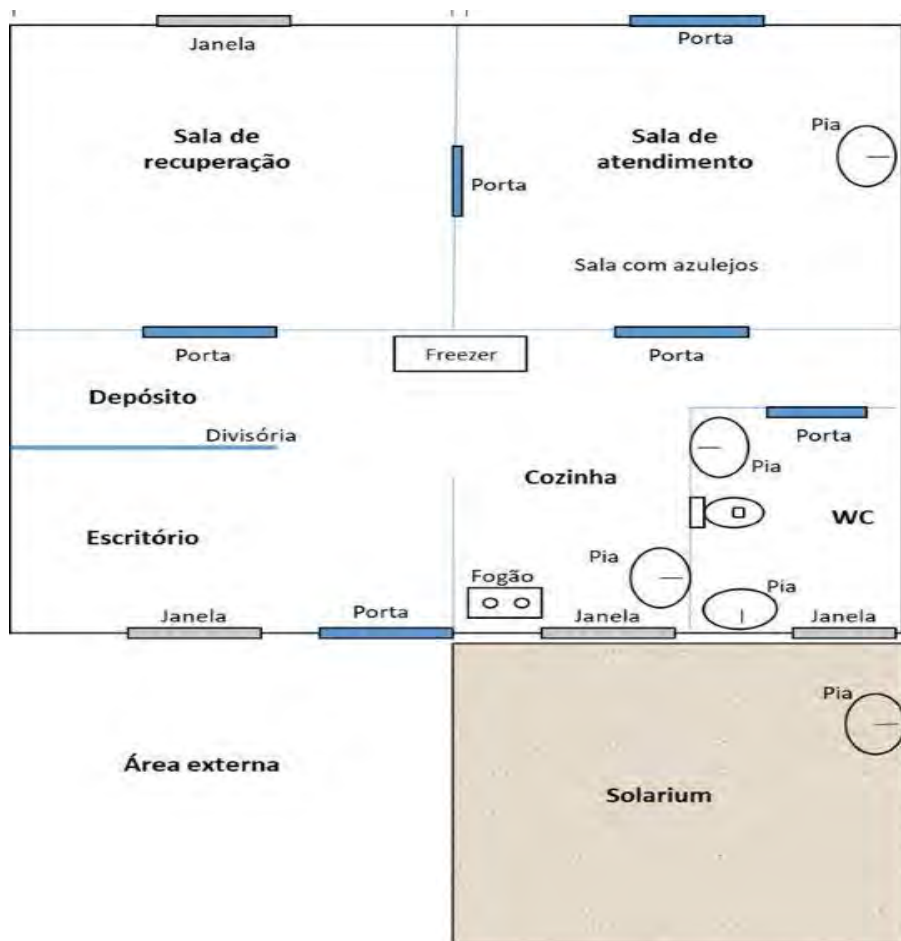 Janela
Porta
Sala de
recuperação
Sala de
atendimento
Pia
Porta
Sala com azulejos
Porta
Freezer
Porta
Depósito
Divisória
Porta
Pia
Cozinha
WC
Escritório
Pia
Fogão
Pia
Janela
Porta
Janela
Janela
Pia
Área externa
Solarium